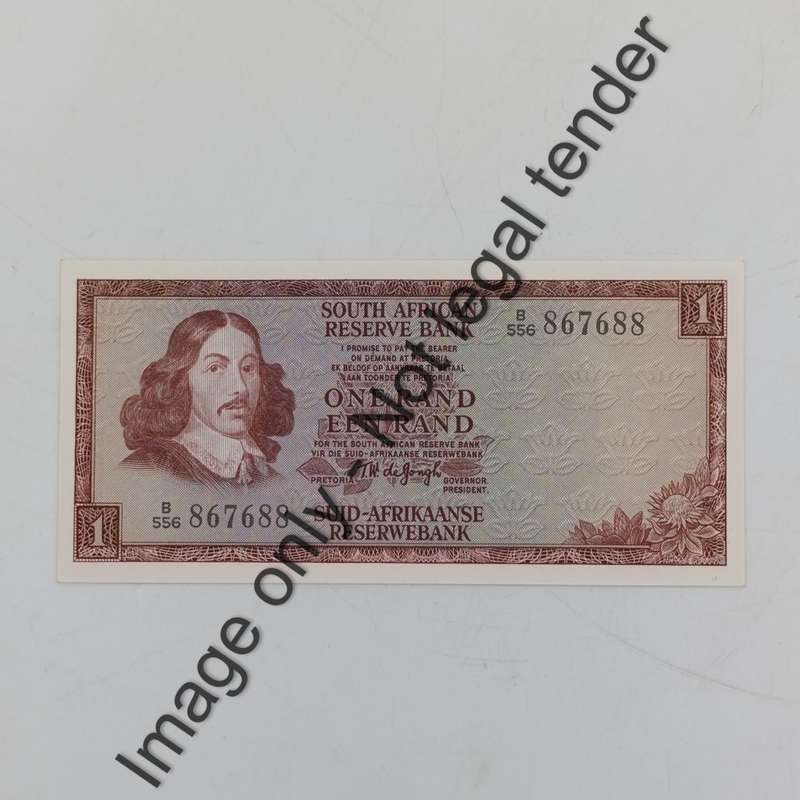 1
SOUTH AFRICAN
RESERVE BANK
B
556 867688
I PROMISE TO PAY THE BEARER
ON DEMAND AT PRETORIA
EK BELOOF OP AANVRAAG TE BETAAL
AAN TOONDER TE PRETORIA
ONE RAND
EEN RAND
FOR THE SOUTH AFRICAN RESERVE BANK
VIR DIE SUID-AFRIKAANSE RESERWEBANK
T.W. de Jongh
PRETORIA
GOVERNOR.
PRESIDENT.
B
556 867688
SUID-AFRIKAANSE
RESERWEBANK
1
Image only. Not legal tender